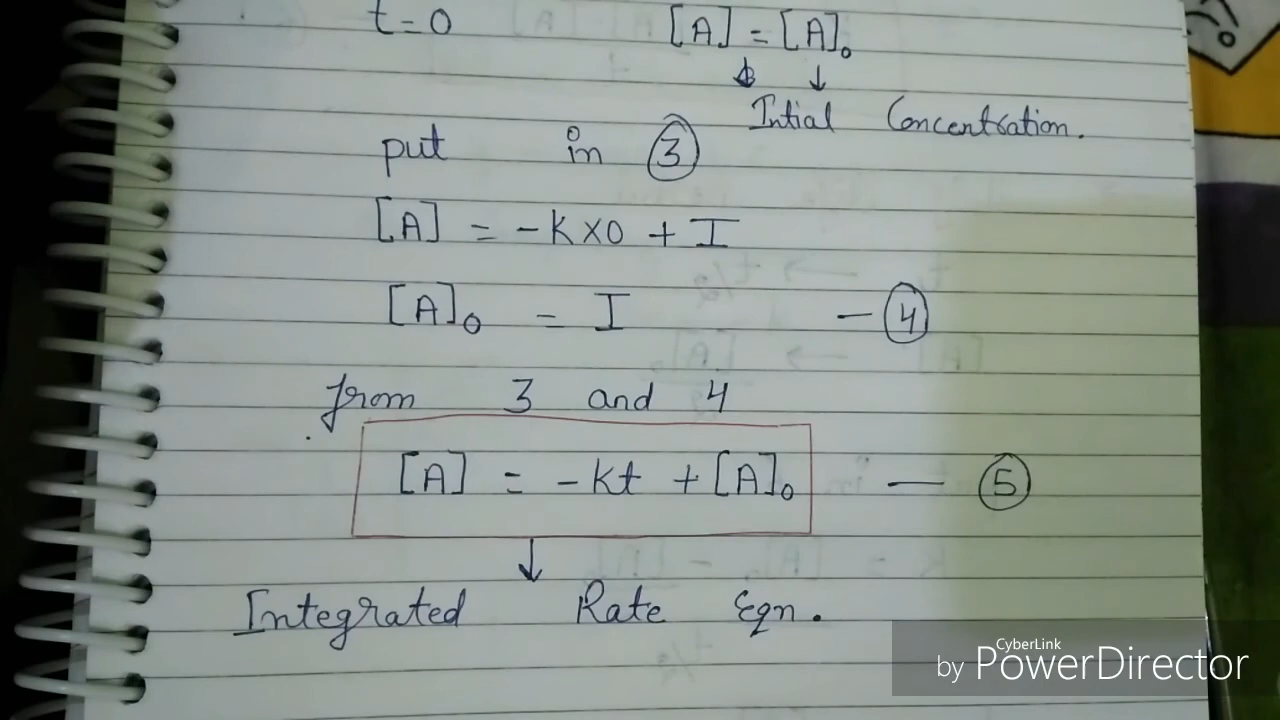 t=0 [A] = [A]₀
↓ ↓
Intial Concentration.
put in ③
[A] = -K×0 + I
[A]₀ = I — ④
from 3 and 4
[A] = -Kt + [A]₀ — ⑤
↓
Integrated Rate Eqn.
CyberLink
by PowerDirector